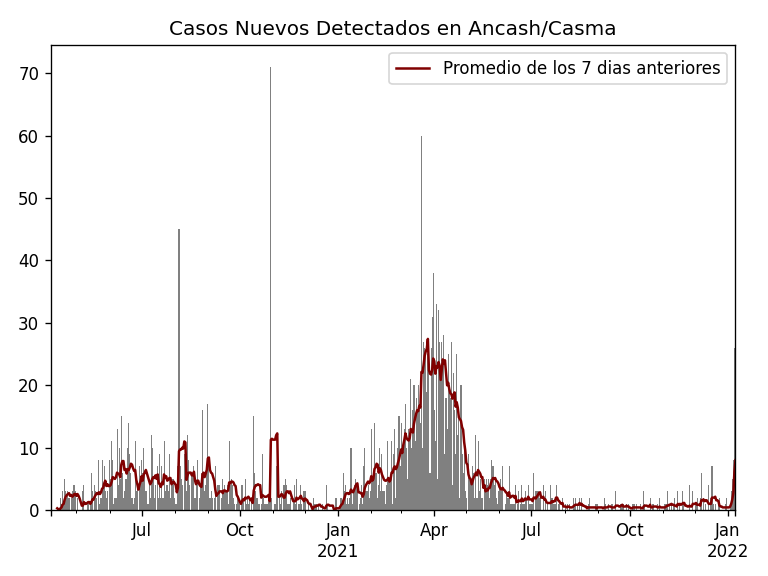 Casos Nuevos Detectados en Ancash/Casma
Promedio de los 7 dias anteriores
70
60
50
40
30
20
10
0
Jul
Oct
Jan
2021
Apr
Jul
Oct
Jan
2022